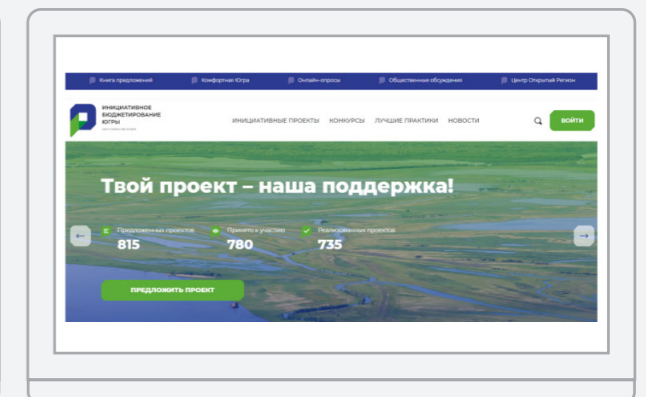 Книга предложений
Комфортная Югра
Онлайн-опросы
Общественные обсуждения
Центр Открытый Регион
ИНИЦИАТИВНОЕ
БЮДЖЕТИРОВАНИЕ
ЮГРЫ
ИНИЦИАТИВНЫЕ ПРОЕКТЫ
КОНКУРСЫ
ЛУЧШИЕ ПРАКТИКИ
НОВОСТИ
ВОЙТИ
Твой проект – наша поддержка!
Предложенных проектов
815
Принято к участию
780
Реализованных проектов
735
ПРЕДЛОЖИТЬ ПРОЕКТ